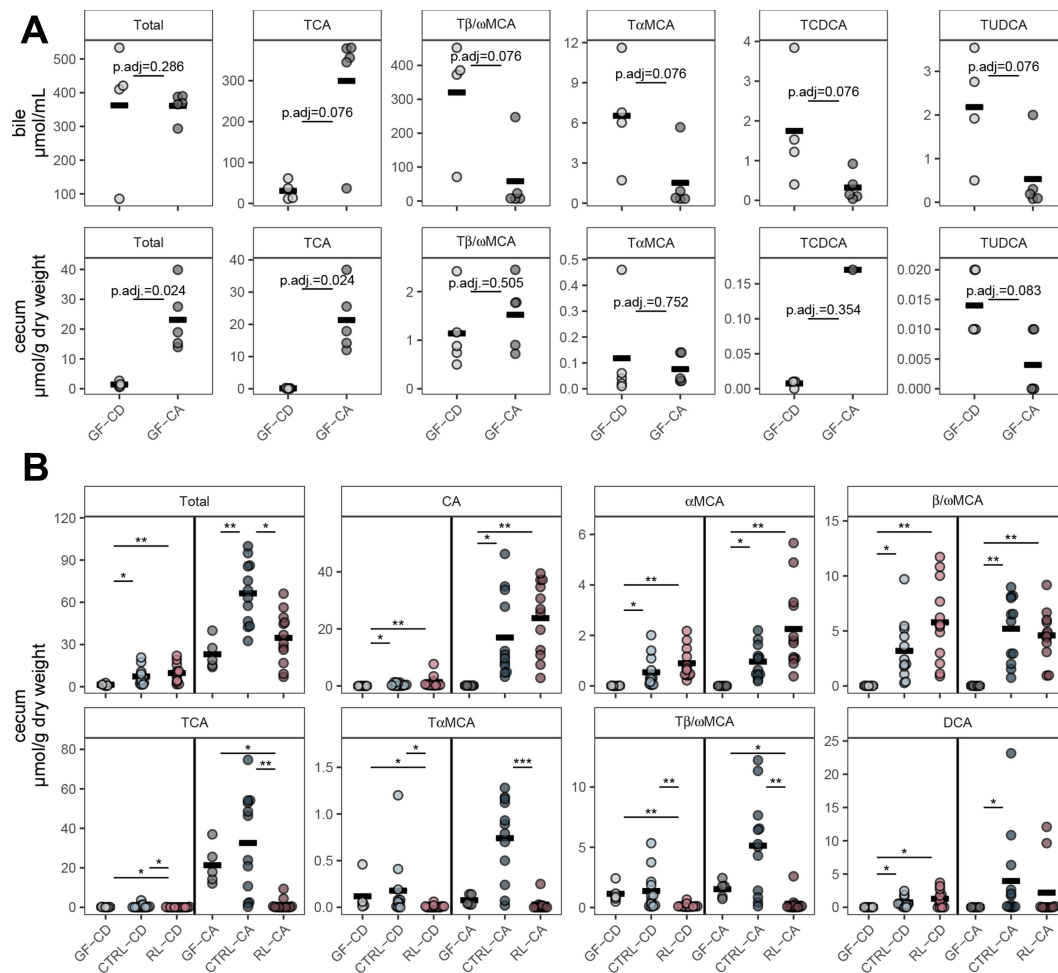 A
Total
TCA
Tβ/ωMCA
TαMCA
TCDCA
TUDCA
bile
μmol/mL
500
400
300
200
100
p.adj=0.286
300
200
100
0
p.adj=0.076
400
300
200
100
0
p.adj=0.076
12
9
6
3
0
p.adj=0.076
4
3
2
1
0
p.adj=0.076
3
2
1
0
p.adj=0.076
Total
TCA
Tβ/ωMCA
TαMCA
TCDCA
TUDCA
cecum
μmol/g dry weight
40
30
20
10
0
p.adj.=0.024
40
30
20
10
0
p.adj.=0.024
2
1
0
p.adj.=0.505
0.5
0.4
0.3
0.2
0.1
0.0
p.adj.=0.752
0.15
0.10
0.05
0.00
p.adj.=0.354
0.020
0.015
0.010
0.005
0.000
p.adj.=0.083
GF−CD
GF−CA
GF−CD
GF−CA
GF−CD
GF−CA
GF−CD
GF−CA
GF−CD
GF−CA
GF−CD
GF−CA
B
Total
CA
αMCA
β/ωMCA
cecum
μmol/g dry weight
120
90
60
30
0
*
**
**
*
40
20
0
**
*
*
**
6
4
2
0
**
*
*
**
15
10
5
0
**
*
**
**
TCA
TαMCA
Tβ/ωMCA
DCA
80
60
40
20
0
*
*
*
**
1.5
1.0
0.5
0.0
*
*
***
10
5
0
**
**
*
**
25
20
15
10
5
0
*
*
*
GF−CD
CTRL−CD
RL−CD
GF−CA
CTRL−CA
RL−CA
GF−CD
CTRL−CD
RL−CD
GF−CA
CTRL−CA
RL−CA
GF−CD
CTRL−CD
RL−CD
GF−CA
CTRL−CA
RL−CA
GF−CD
CTRL−CD
RL−CD
GF−CA
CTRL−CA
RL−CA